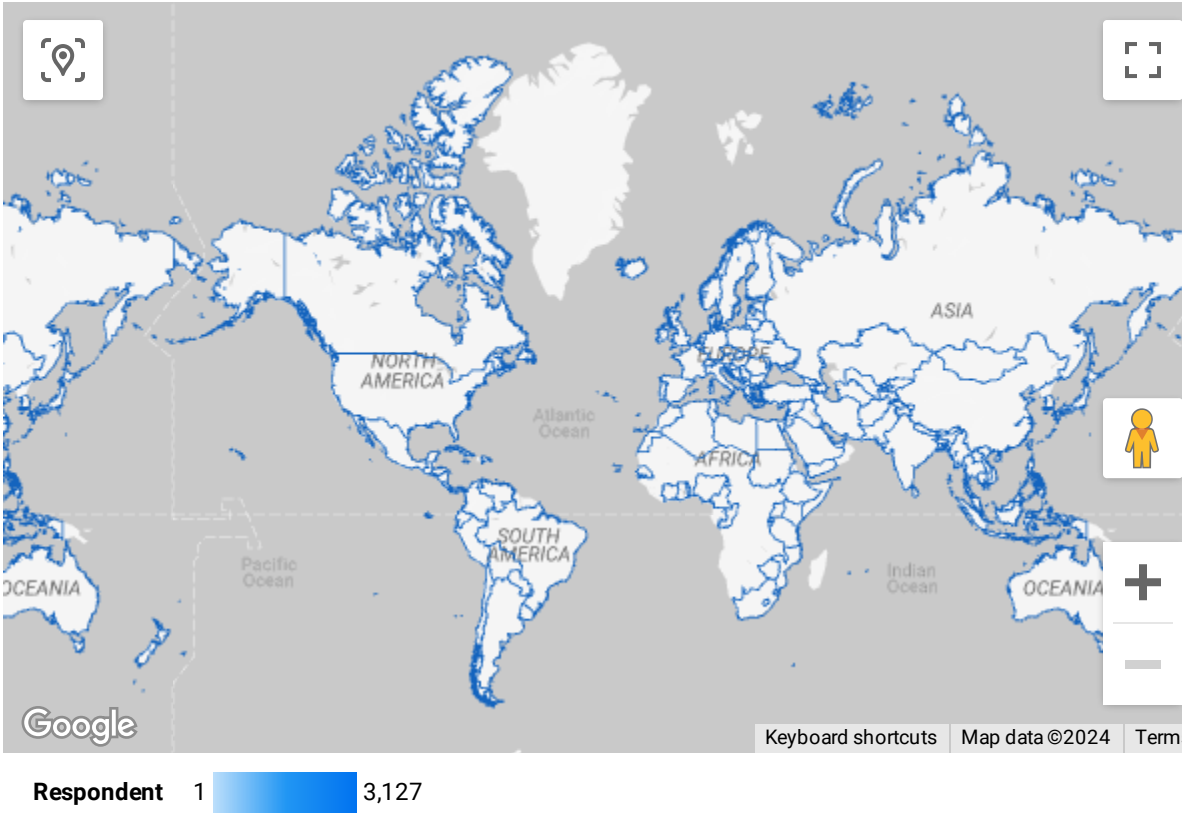 ASIA
NORTH
AMERICA
EUROPE
Atlantic
Ocean
AFRICA
SOUTH
AMERICA
Pacific
Ocean
Indian
Ocean
OCEANIA
OCEANIA
Google
Keyboard shortcuts
Map data ©2024
Term
Respondent 1 3,127